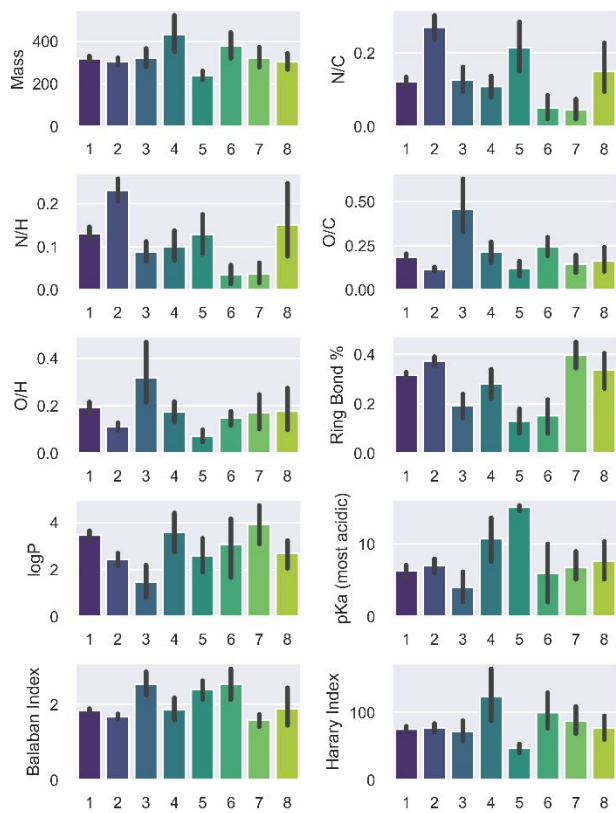 Mass
400
200
0
1 2 3 4 5 6 7 8
N/C
0.2
0.0
1 2 3 4 5 6 7 8
N/H
0.2
0.1
0.0
1 2 3 4 5 6 7 8
O/C
0.50
0.25
0.00
1 2 3 4 5 6 7 8
O/H
0.4
0.2
0.0
1 2 3 4 5 6 7 8
Ring Bond %
0.4
0.2
0.0
1 2 3 4 5 6 7 8
logP
4
2
0
1 2 3 4 5 6 7 8
pKa (most acidic)
10
0
1 2 3 4 5 6 7 8
Balaban Index
2
0
1 2 3 4 5 6 7 8
Harary Index
100
0
1 2 3 4 5 6 7 8